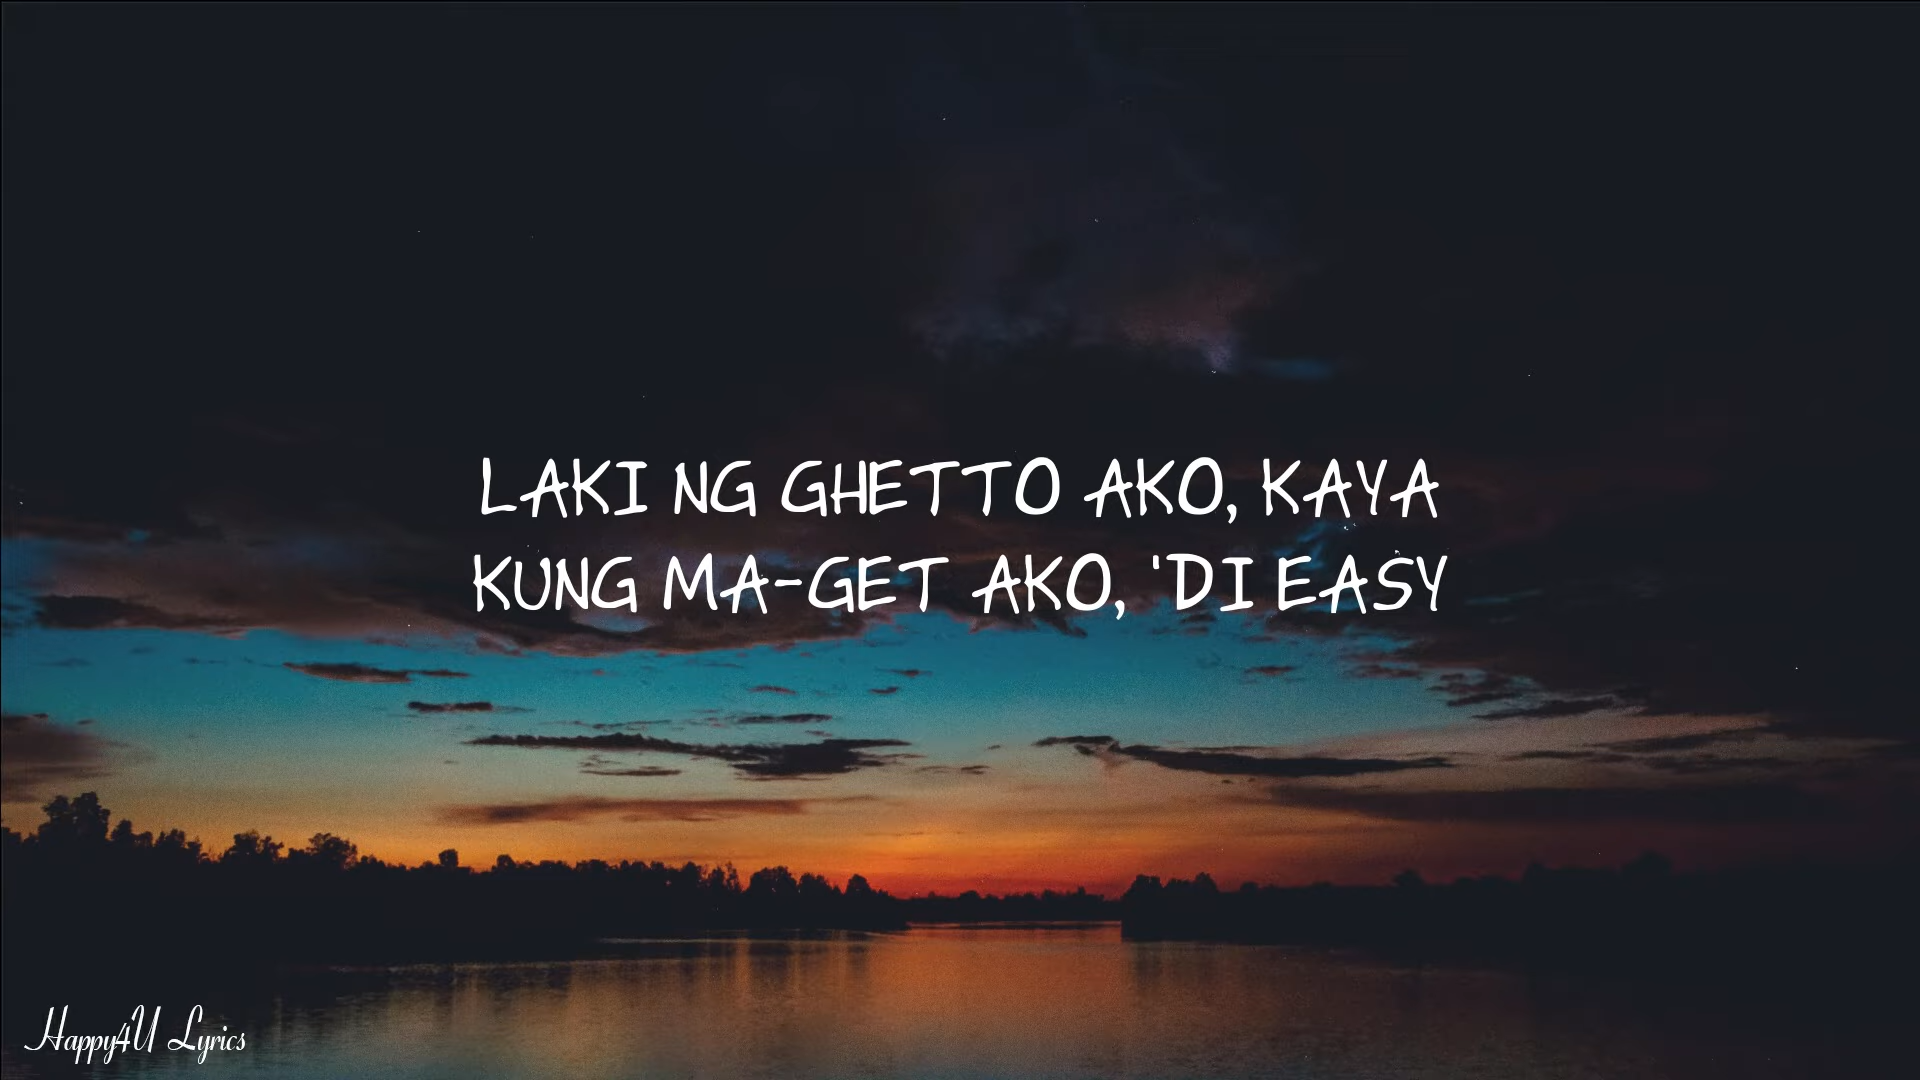 LAKI NG GHETTO AKO, KAYA
KUNG MA-GET AKO, 'DI EASY
Happy4U Lyrics